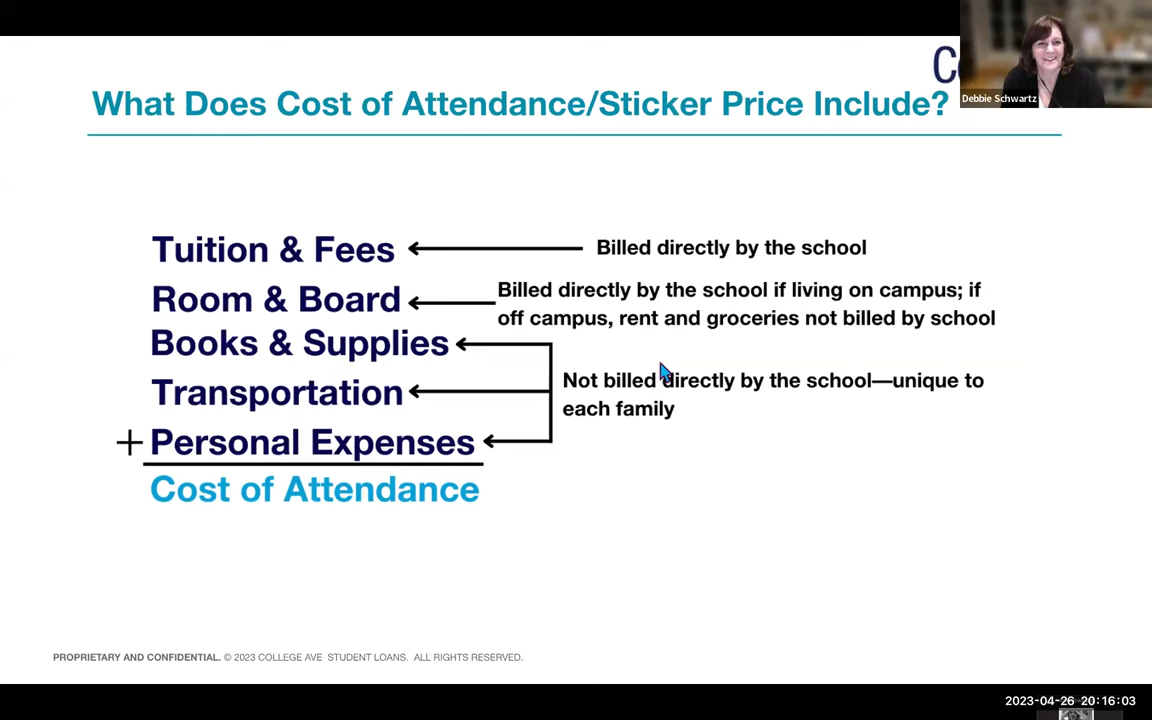 What Does Cost of Attendance/Sticker Price Include?
Debbie Schwartz
Tuition & Fees
Billed directly by the school
Room & Board
Billed directly by the school if living on campus; if
off campus, rent and groceries not billed by school
Books & Supplies
Transportation
Not billed directly by the school—unique to
each family
+ Personal Expenses
Cost of Attendance
PROPRIETARY AND CONFIDENTIAL. © 2023 COLLEGE AVE STUDENT LOANS. ALL RIGHTS RESERVED.
2023-04-26 20:16:03